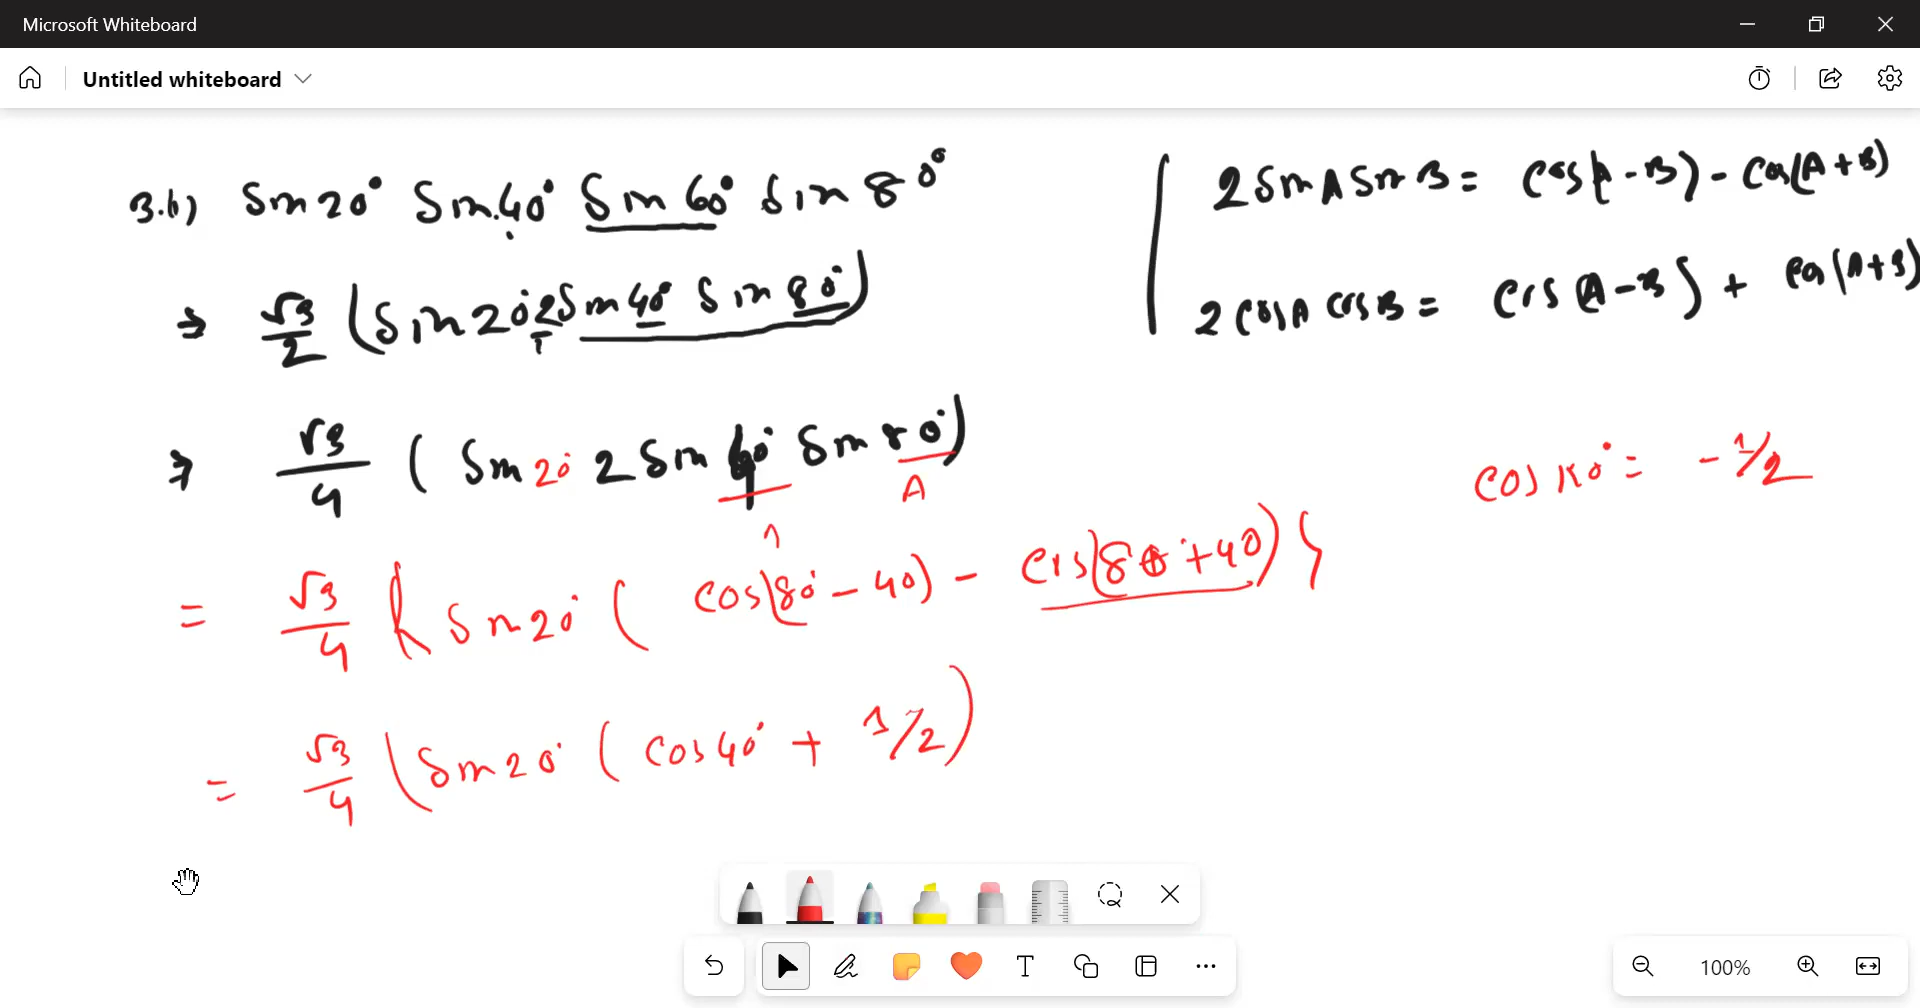 Microsoft Whiteboard
Untitled whiteboard
3.b) Sin 20° Sin 40° Sin 60° Sin 80°
⇒ √3/2 (Sin 20° 2 Sin 40° Sin 80°)
2 Sin A Sin B = cos(A - B) - cos(A + B)
2 cos A cos B = cos(A - B) + cos(A + B)
⇒ √3/4 ( Sin 20° 2 Sin 40° Sin 80°)
A
cos 120° = - 1/2
= √3/4 { Sin 20° ( cos(80° - 40) - cos(80° + 40) }
= √3/4 ( Sin 20° ( cos 40° + 1/2 )
100%